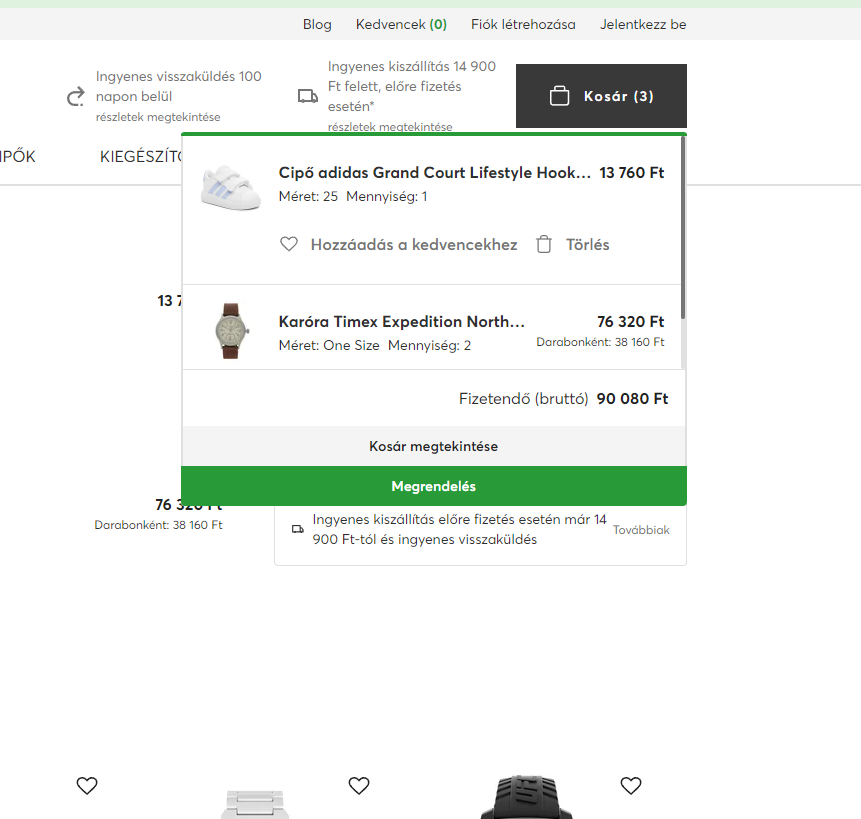 Blog Kedvencek (0) Fiók létrehozása Jelentkezz be
Ingyenes visszaküldés 100
napon belül
részletek megtekintése
Ingyenes kiszállítás 14 900
Ft felett, előre fizetés
esetén*
részletek megtekintése
Kosár (3)
IPŐK KIEGÉSZÍTŐ
Cipő adidas Grand Court Lifestyle Hook... 13 760 Ft
Méret: 25 Mennyiség: 1
Hozzáadás a kedvencekhez Törlés
13 7
Karóra Timex Expedition North... 76 320 Ft
Méret: One Size Mennyiség: 2 Darabonként: 38 160 Ft
Fizetendő (bruttó) 90 080 Ft
Kosár megtekintése
Megrendelés
76 320 Ft
Darabonként: 38 160 Ft
Ingyenes kiszállítás előre fizetés esetén már 14
900 Ft-tól és ingyenes visszaküldés
Továbbiak